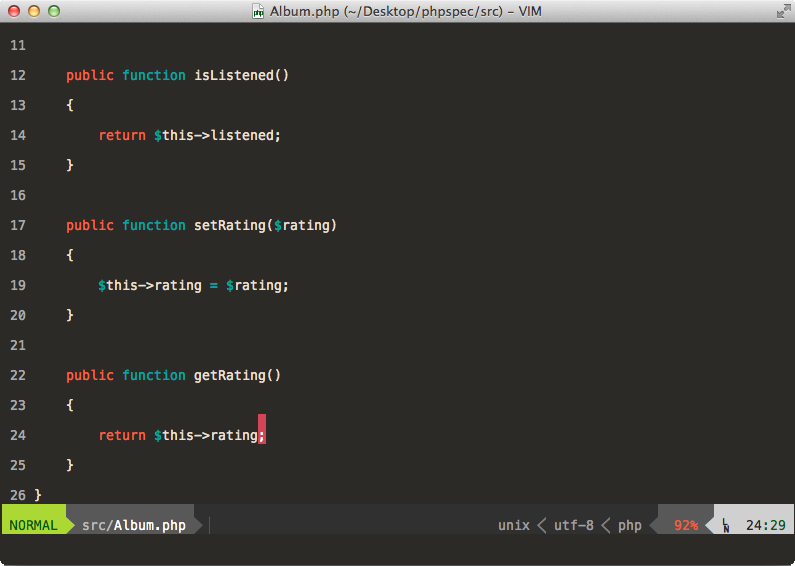 Album.php (~/Desktop/phpspec/src) – VIM
11
12 public function isListened()
13 {
14 return $this->listened;
15 }
16
17 public function setRating($rating)
18 {
19 $this->rating = $rating;
20 }
21
22 public function getRating()
23 {
24 return $this->rating;
25 }
26 }
NORMAL src/Album.php unix < utf-8 < php 92% LN 24:29